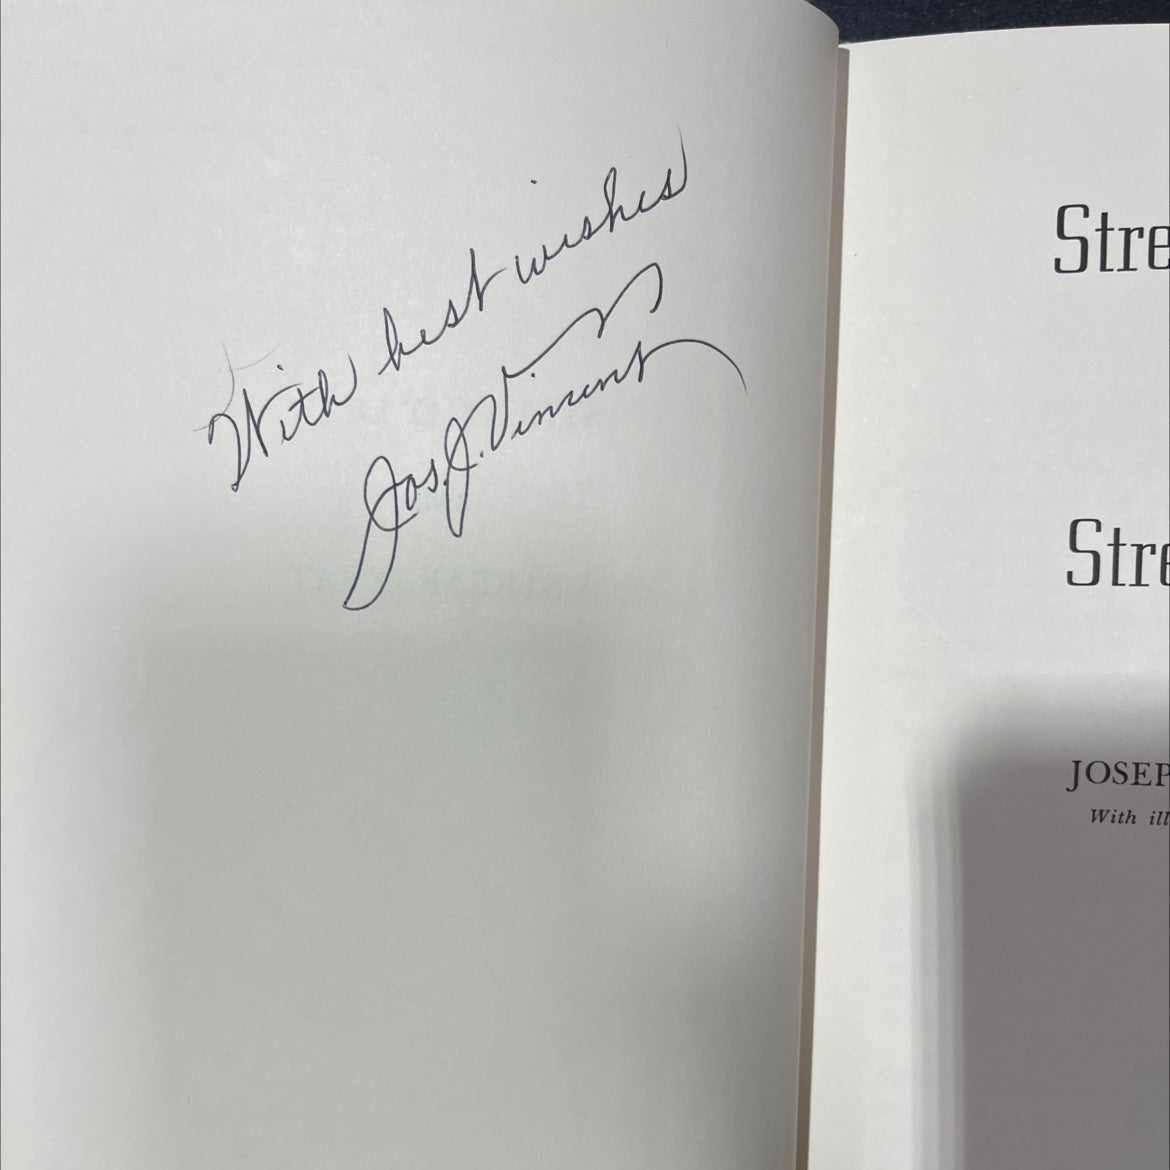 With best wishes
Jos. J. Vincent
Stre
Stre
JOSEP
With ill